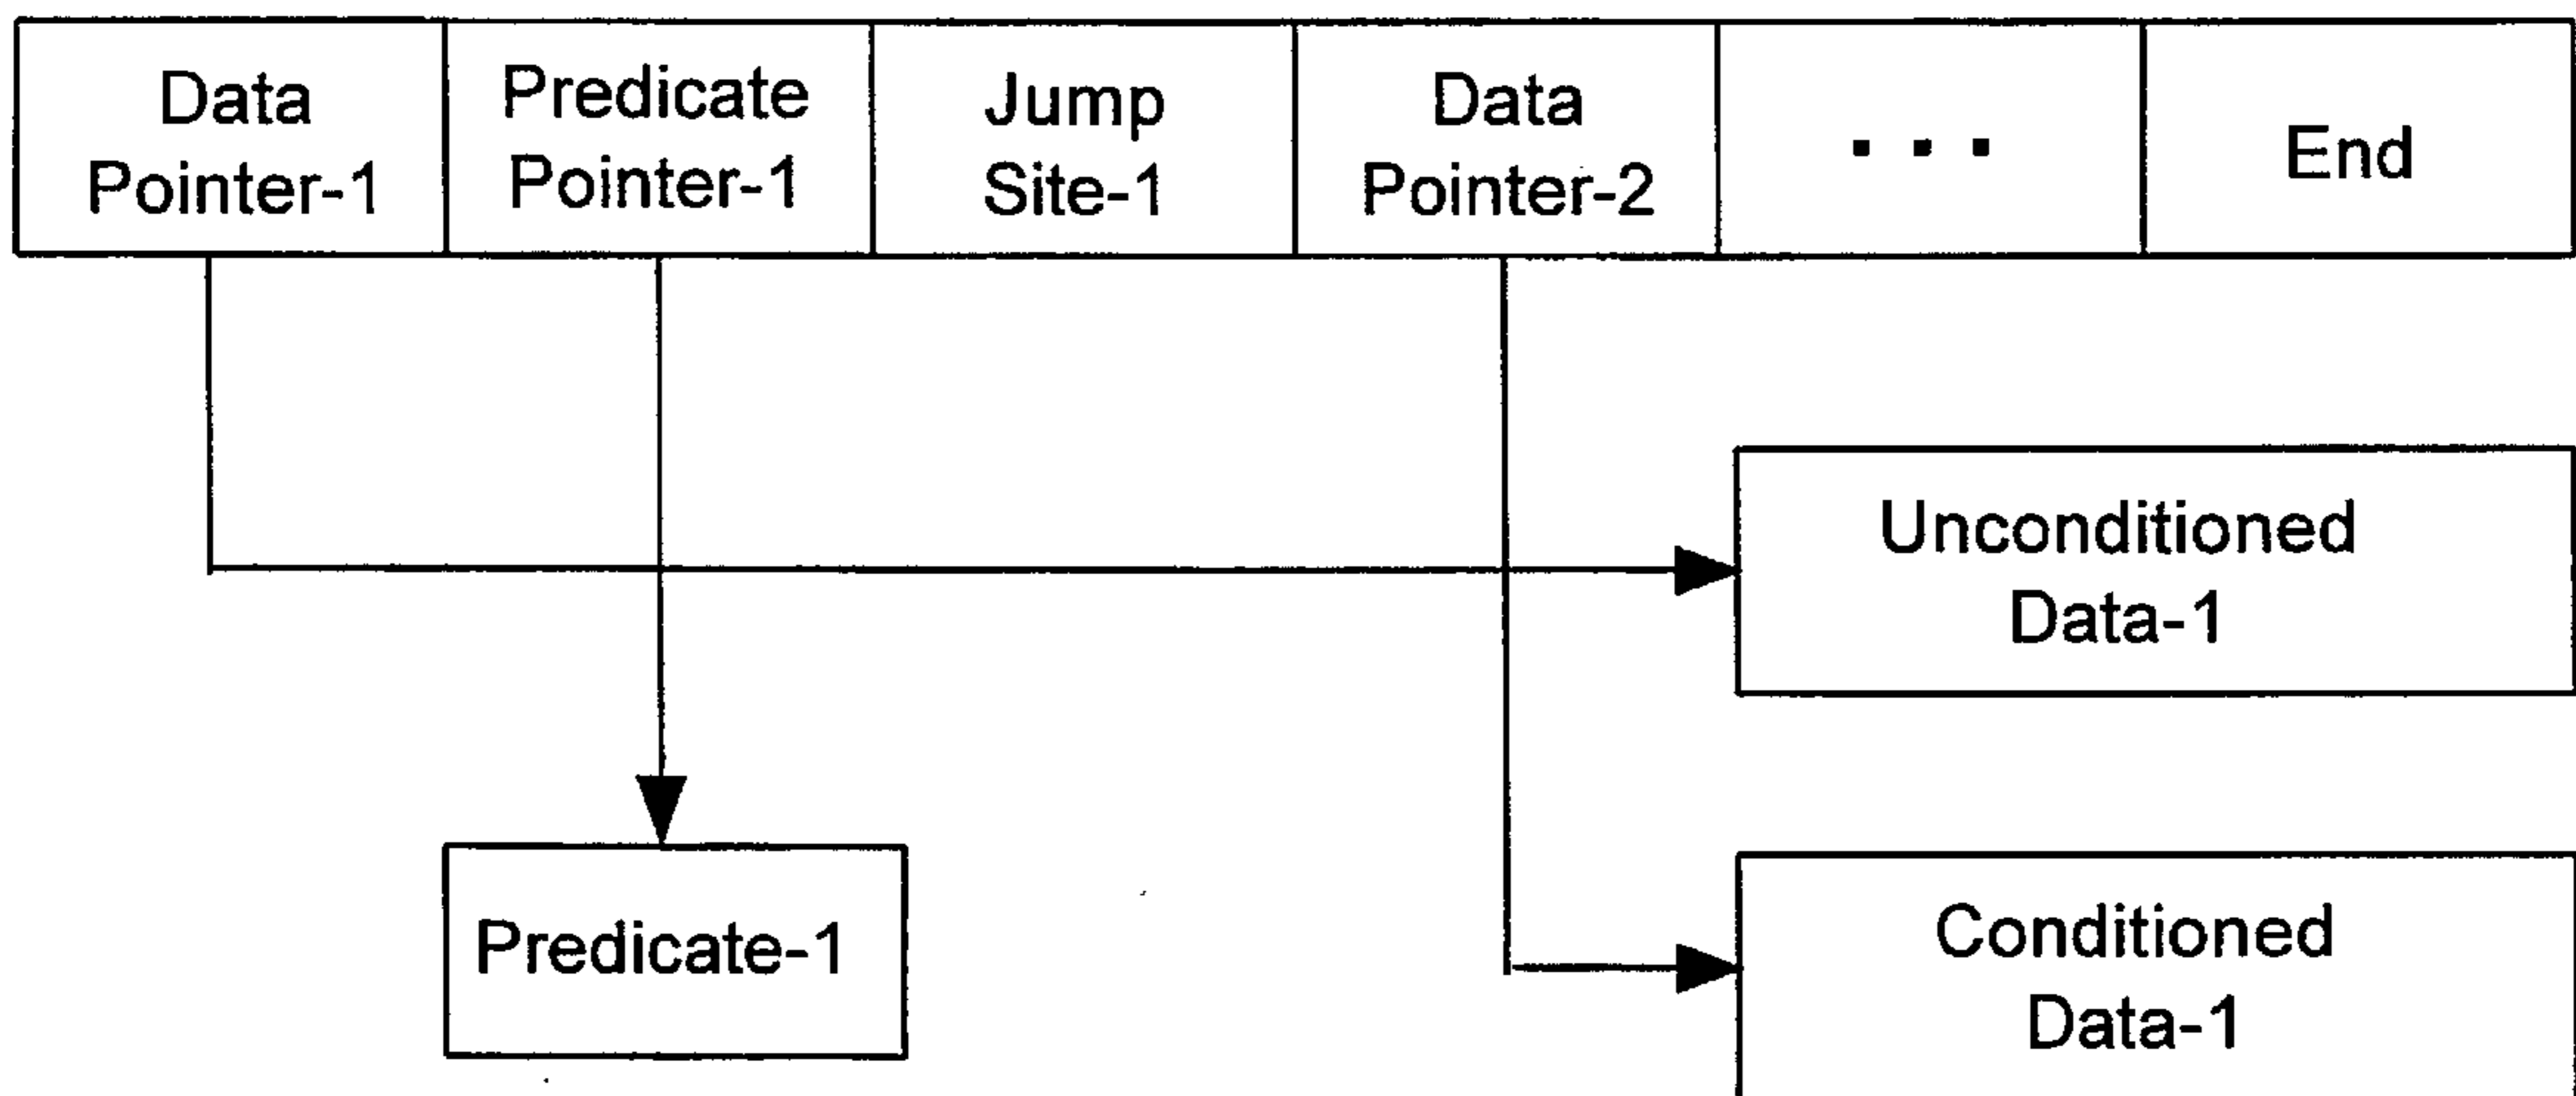 Data
Pointer-1
Predicate
Pointer-1
Jump
Site-1
Data
Pointer-2
...
End
Unconditioned
Data-1
Predicate-1
Conditioned
Data-1